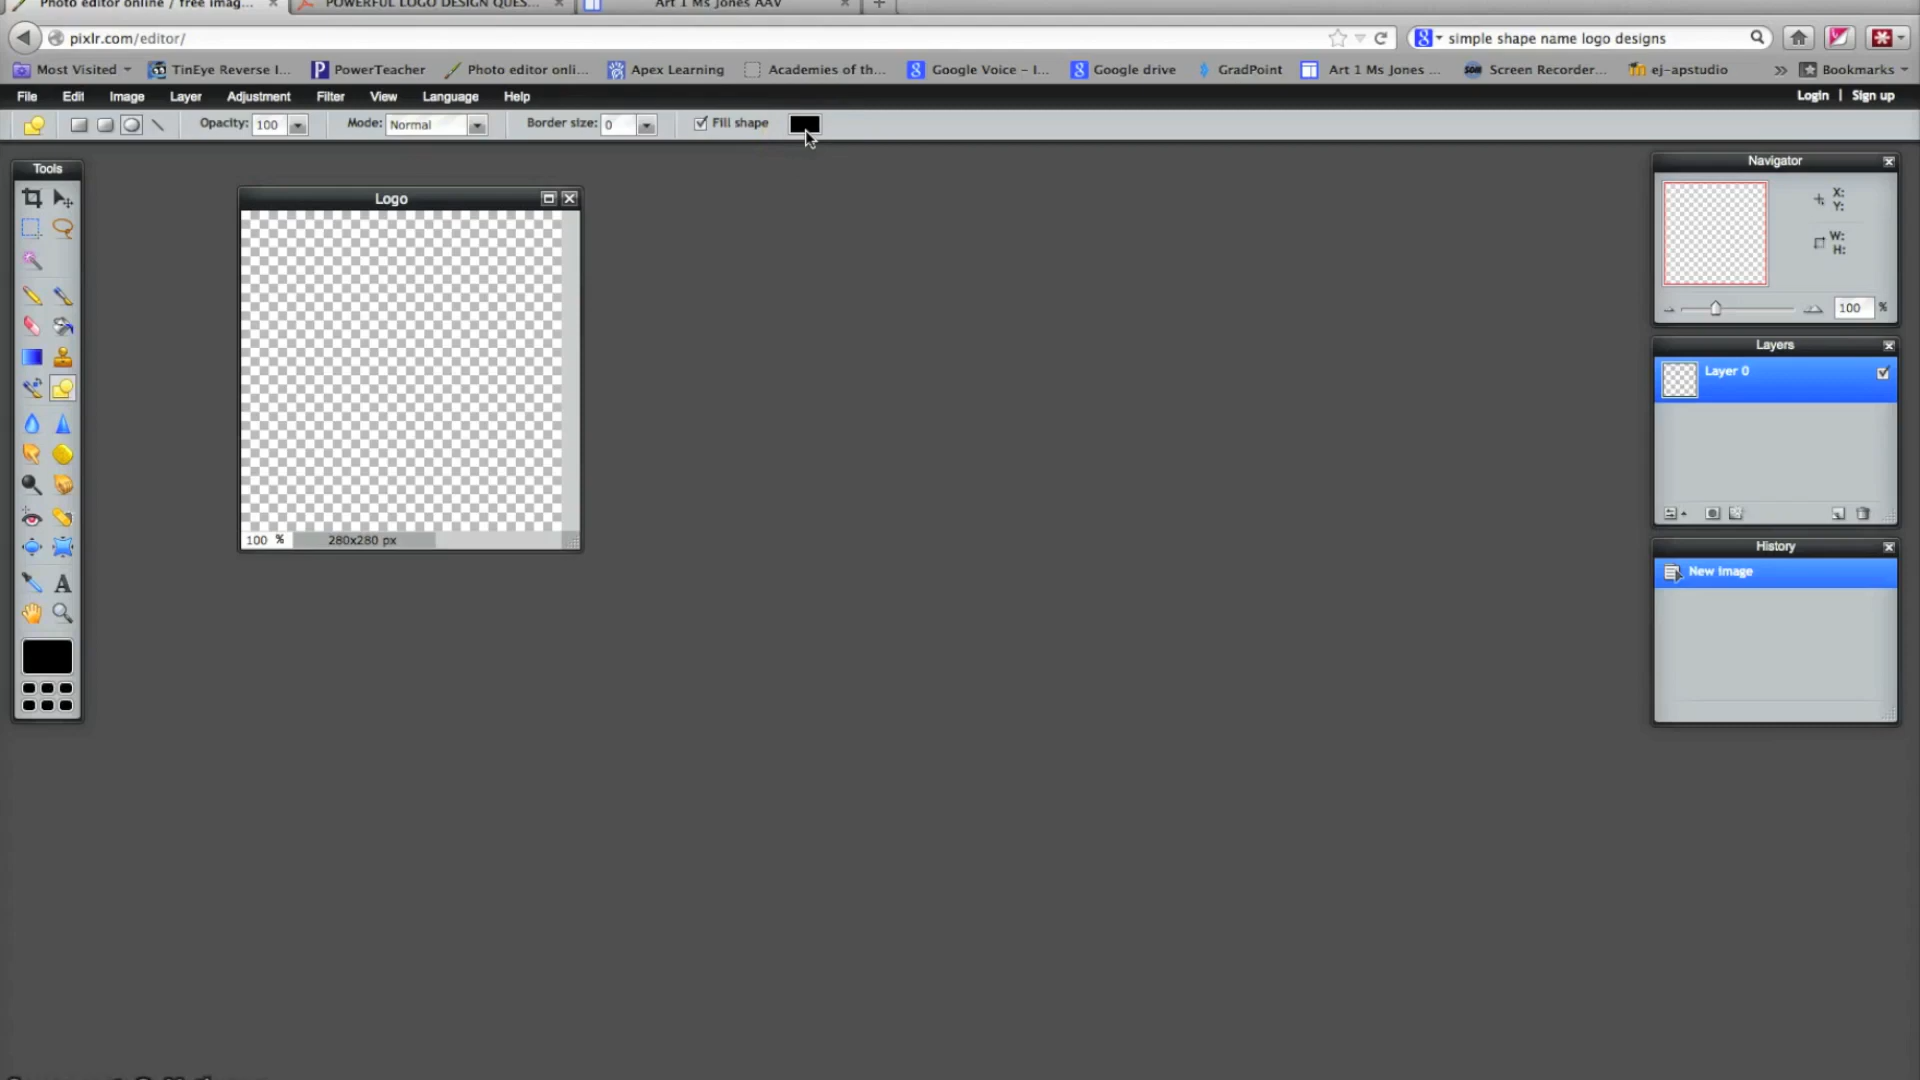 Photo editor online / free imag...
POWERFUL LOGO DESIGN QUES...
Art 1 Ms Jones AAV
pixlr.com/editor/
simple shape name logo designs
Most Visited
TinEye Reverse I...
PowerTeacher
Photo editor onli...
Apex Learning
Academies of th...
Google Voice - I...
Google drive
GradPoint
Art 1 Ms Jones ...
Screen Recorder...
ej-apstudio
Bookmarks
File Edit Image Layer Adjustment Filter View Language Help
Login | Sign up
Opacity: 100 Mode: Normal Border size: 0 Fill shape
Tools
Logo
100 % 280x280 px
Navigator
X:
Y:
W:
H:
100 %
Layers
Layer 0
History
New Image